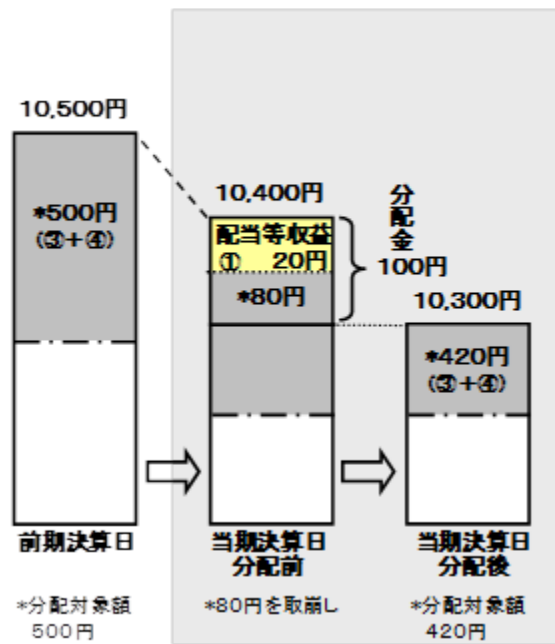 10,500円
*500円
(③+④)
10,400円
配当等収益
① 20円
*80円
分配金
100円
10,300円
*420円
(③+④)
前期決算日
当期決算日
分配前
当期決算日
分配後
*分配対象額
500円
*80円を取崩し
*分配対象額
420円